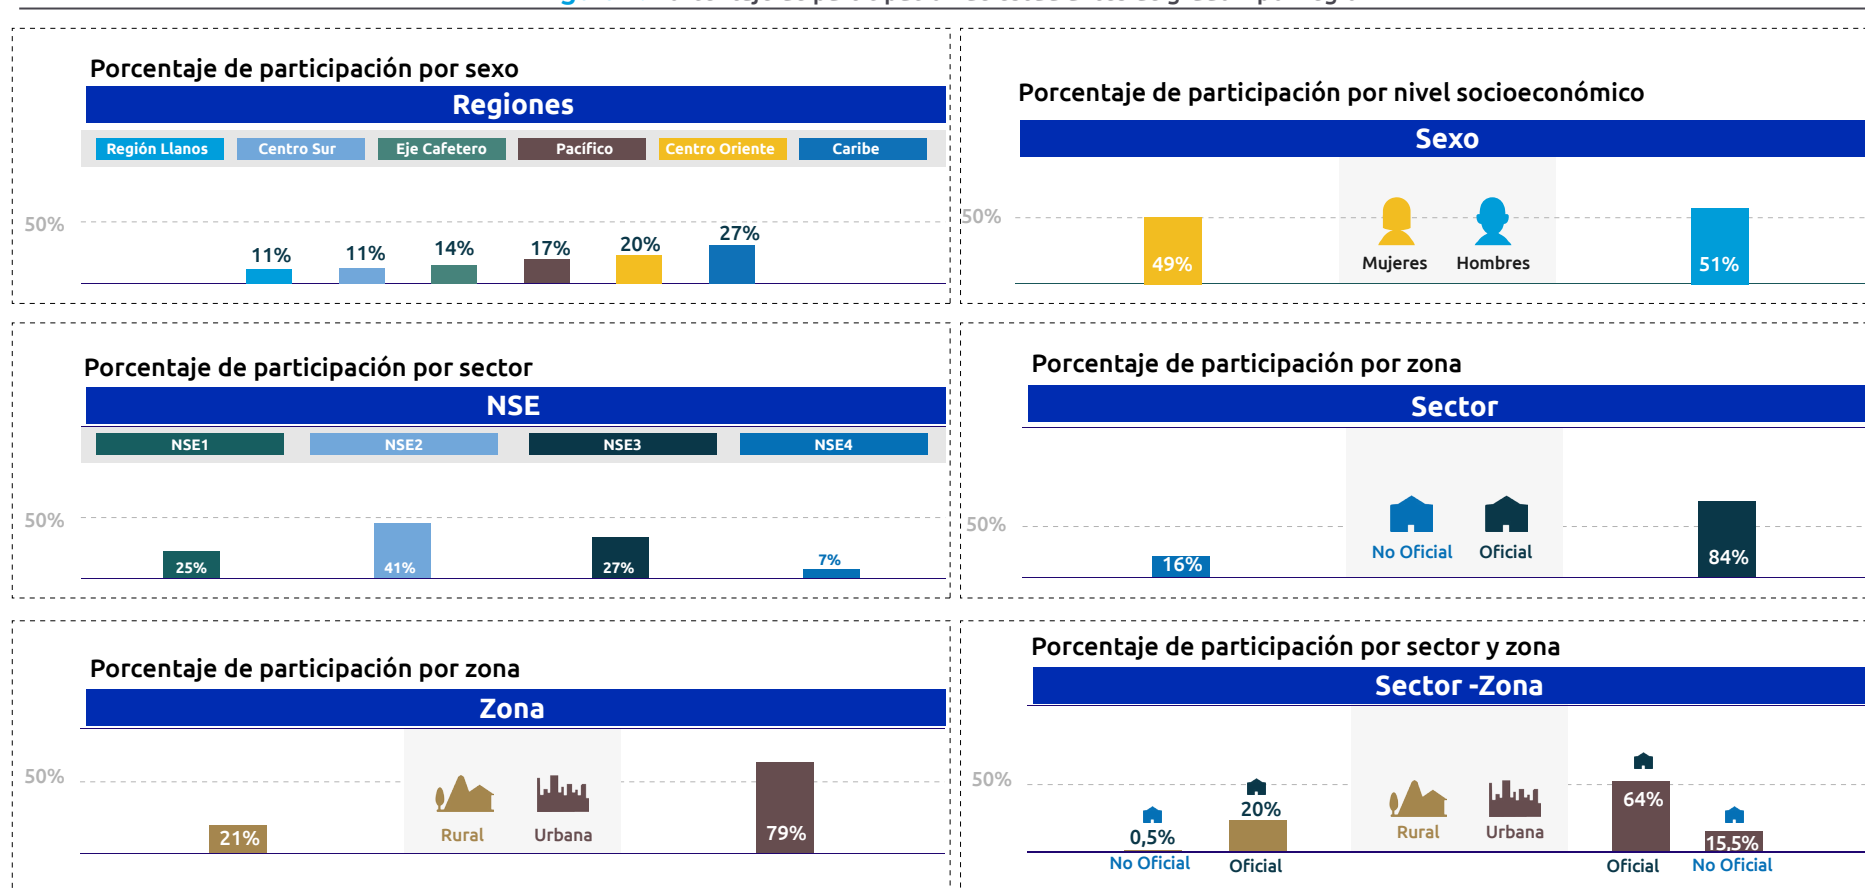 Porcentaje de participación por sexo
Regiones
Región Llanos Centro Sur Eje Cafetero Pacífico Centro Oriente Caribe
50%
11% 11% 14% 17% 20% 27%
Porcentaje de participación por nivel socioeconómico
Sexo
50%
49% Mujeres Hombres 51%
Porcentaje de participación por sector
NSE
NSE1 NSE2 NSE3 NSE4
50%
25% 41% 27% 7%
Porcentaje de participación por zona
Sector
50%
16% No Oficial Oficial 84%
Porcentaje de participación por zona
Zona
50%
21% Rural Urbana 79%
Porcentaje de participación por sector y zona
Sector -Zona
50%
0,5% 20% Rural Urbana 64% 15,5%
No Oficial Oficial Oficial No Oficial